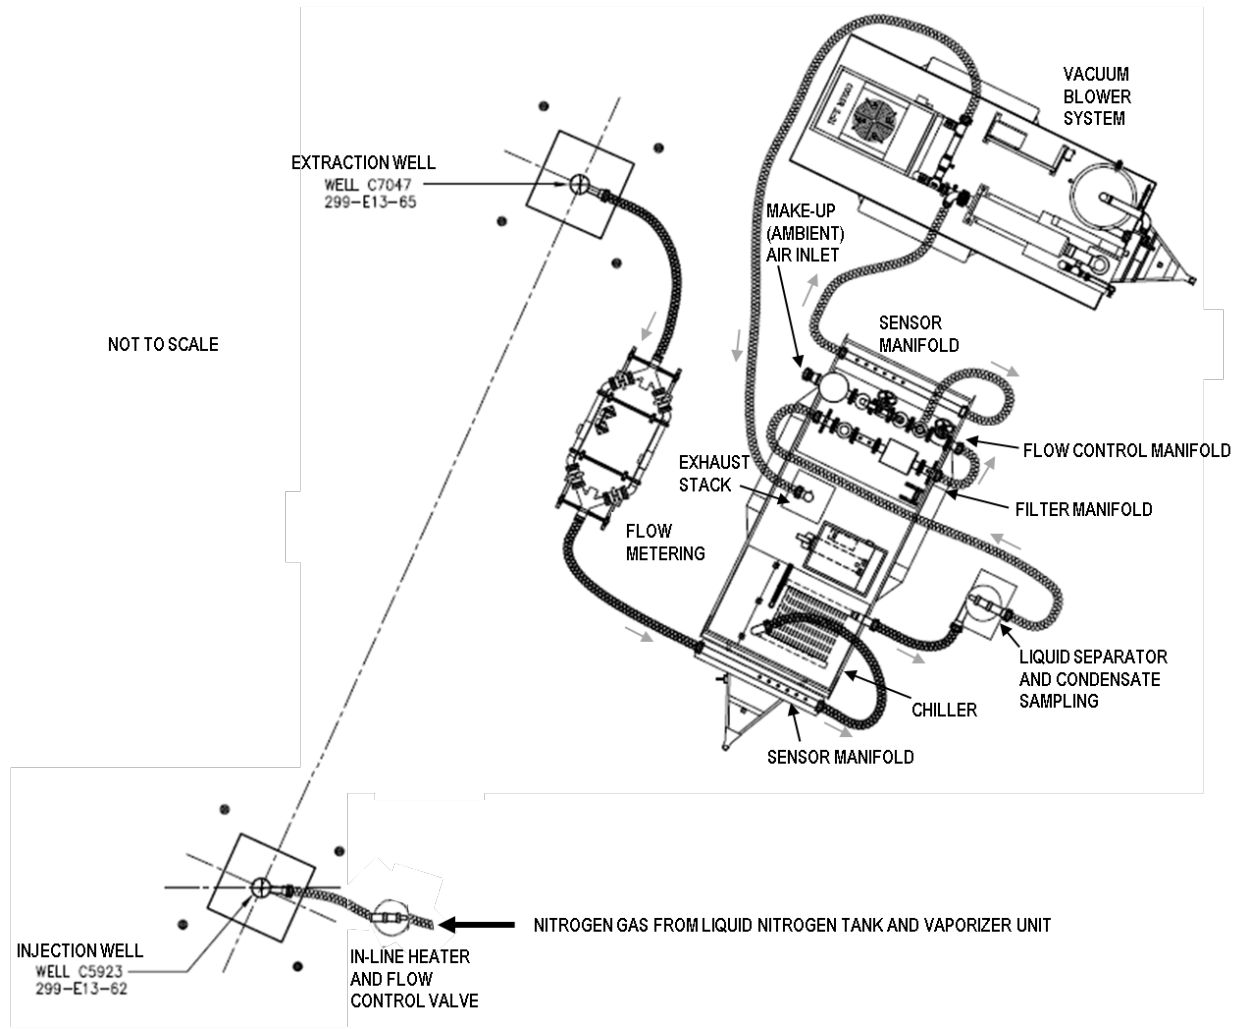 VACUUM
BLOWER
SYSTEM
EXTRACTION WELL
WELL C7047
299-E13-65
MAKE-UP
(AMBIENT)
AIR INLET
SENSOR
MANIFOLD
NOT TO SCALE
FLOW CONTROL MANIFOLD
EXHAUST
STACK
FILTER MANIFOLD
FLOW
METERING
LIQUID SEPARATOR
AND CONDENSATE
SAMPLING
CHILLER
SENSOR MANIFOLD
NITROGEN GAS FROM LIQUID NITROGEN TANK AND VAPORIZER UNIT
INJECTION WELL
WELL C5923
299-E13-62
IN-LINE HEATER
AND FLOW
CONTROL VALVE